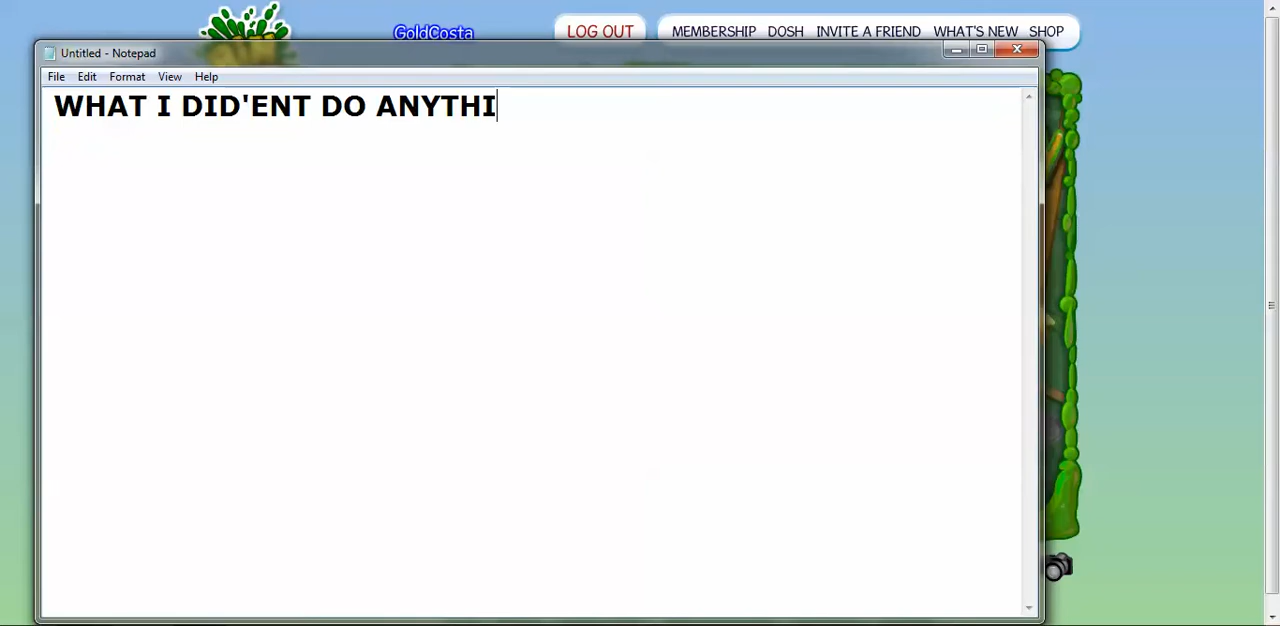 GoldCosta
LOG OUT
MEMBERSHIP DOSH INVITE A FRIEND WHAT'S NEW SHOP
Untitled - Notepad
File Edit Format View Help
WHAT I DID'ENT DO ANYTHI